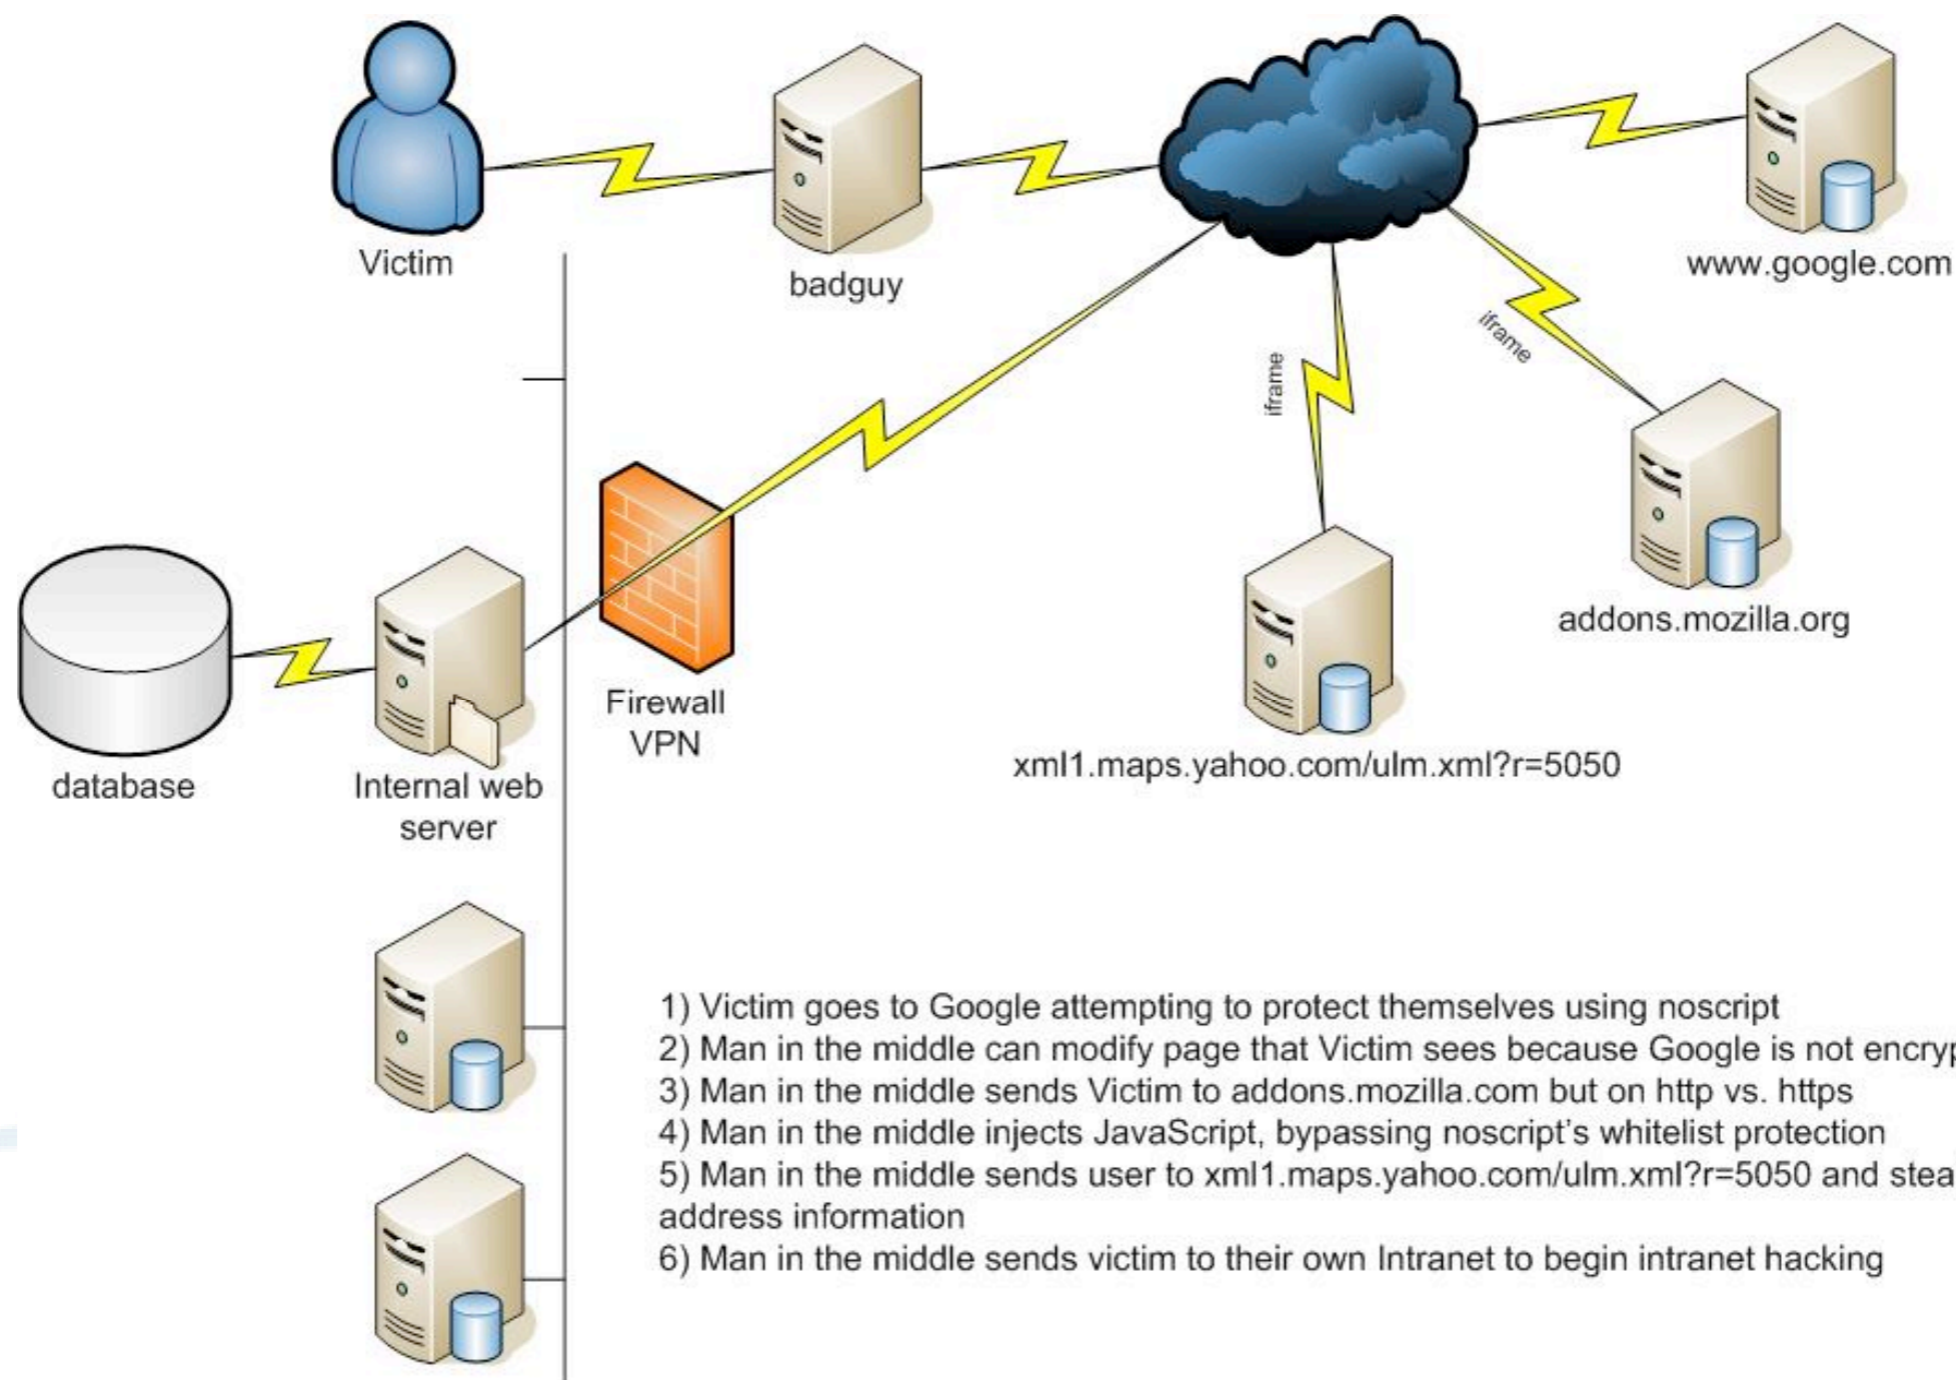 Victim
badguy
www.google.com
iframe
iframe
addons.mozilla.org
xml1.maps.yahoo.com/ulm.xml?r=5050
Firewall
VPN
database
Internal web
server
1) Victim goes to Google attempting to protect themselves using noscript
2) Man in the middle can modify page that Victim sees because Google is not encryp
3) Man in the middle sends Victim to addons.mozilla.com but on http vs. https
4) Man in the middle injects JavaScript, bypassing noscript's whitelist protection
5) Man in the middle sends user to xml1.maps.yahoo.com/ulm.xml?r=5050 and stea
address information
6) Man in the middle sends victim to their own Intranet to begin intranet hacking